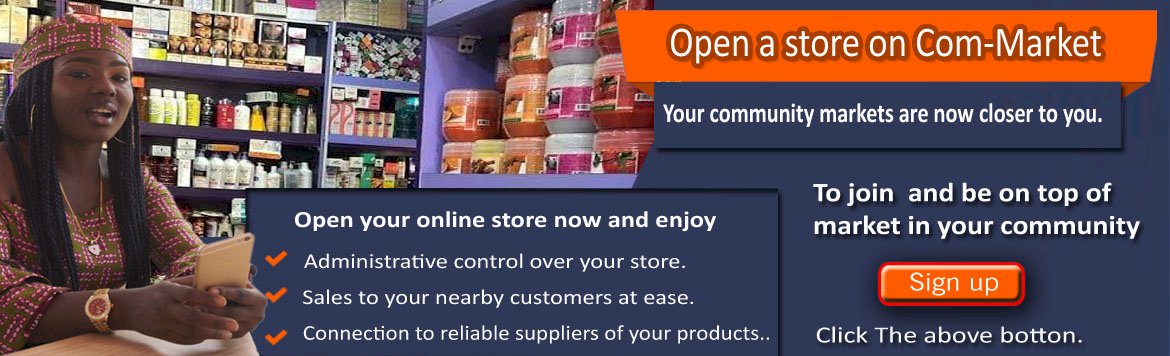 Open a store on Com-Market
Your community markets are now closer to you.
Open your online store now and enjoy
Administrative control over your store.
Sales to your nearby customers at ease.
Connection to reliable suppliers of your products..
To join and be on top of
market in your community
Sign up
Click The above botton.